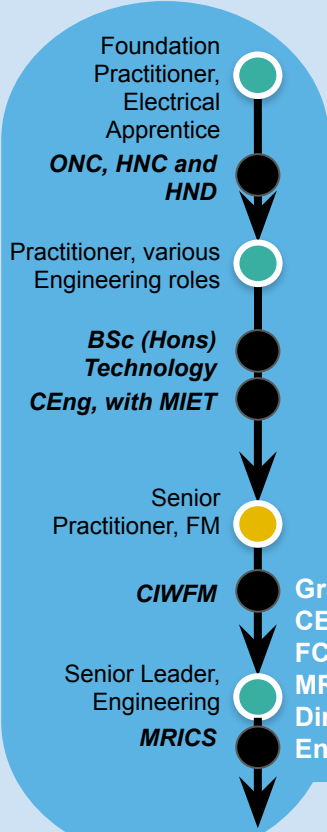 Foundation
Practitioner,
Electrical
Apprentice
ONC, HNC and
HND
Practitioner, various
Engineering roles
BSc (Hons)
Technology
CEng, with MIET
Senior
Practitioner, FM
CIWFM
Senior Leader,
Engineering
MRICS